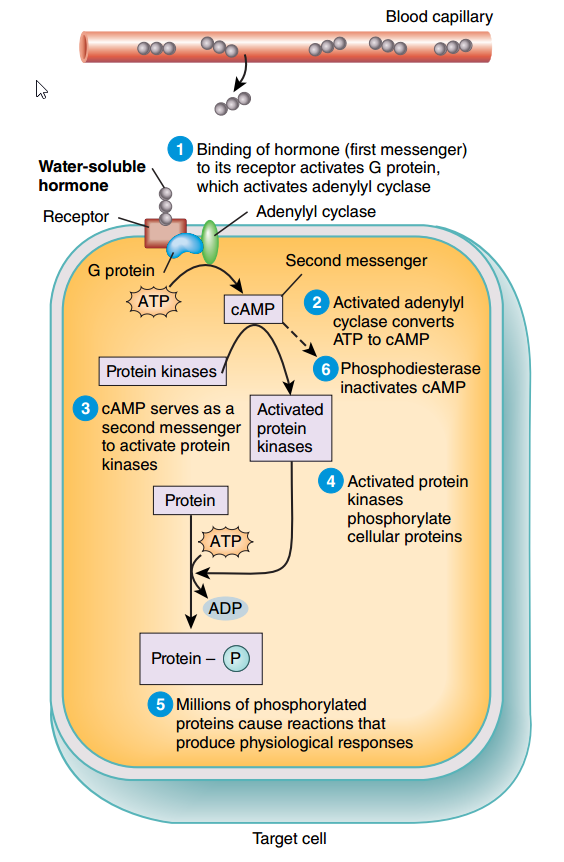 Blood capillary
1 Binding of hormone (first messenger)
to its receptor activates G protein,
which activates adenylyl cyclase
Water-soluble
hormone
Receptor
Adenylyl cyclase
G protein
Second messenger
ATP
cAMP
2 Activated adenylyl
cyclase converts
ATP to cAMP
Protein kinases
6 Phosphodiesterase
inactivates cAMP
3 cAMP serves as a
second messenger
to activate protein
kinases
Activated
protein
kinases
4 Activated protein
kinases
phosphorylate
cellular proteins
Protein
ATP
ADP
Protein – P
5 Millions of phosphorylated
proteins cause reactions that
produce physiological responses
Target cell